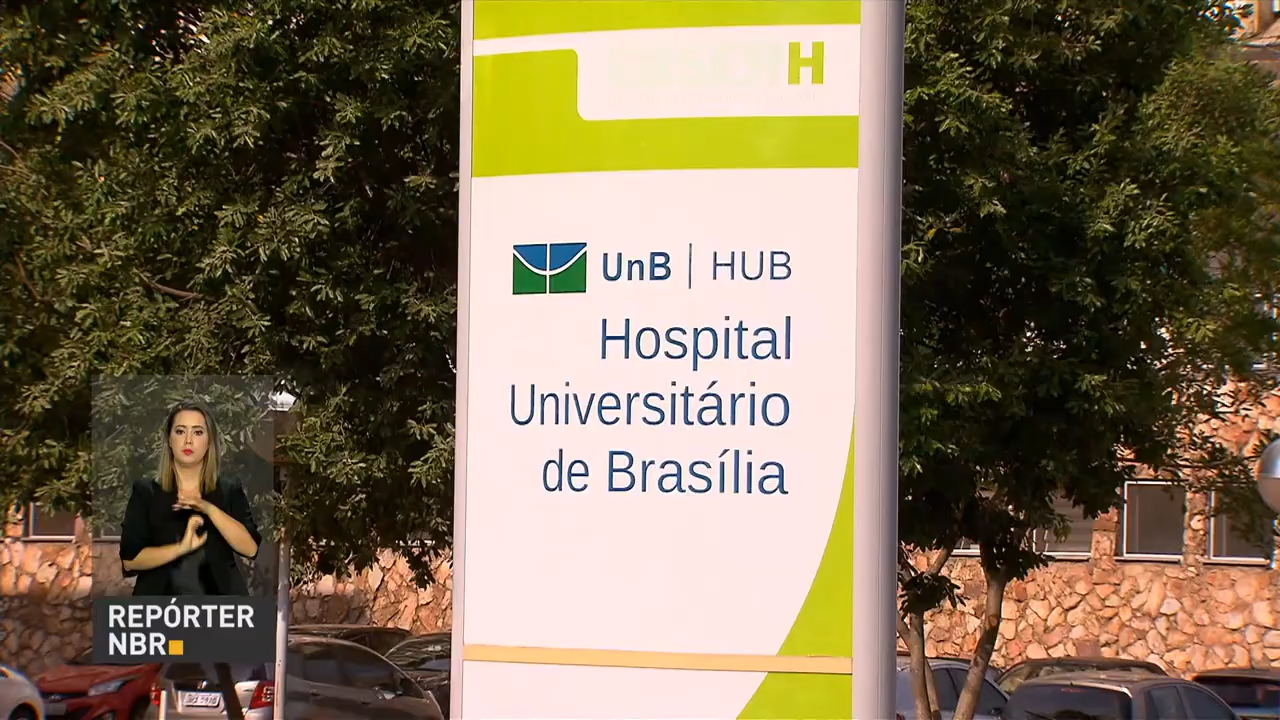 H
UnB | HUB
Hospital
Universitário
de Brasília
REPÓRTER
NBR